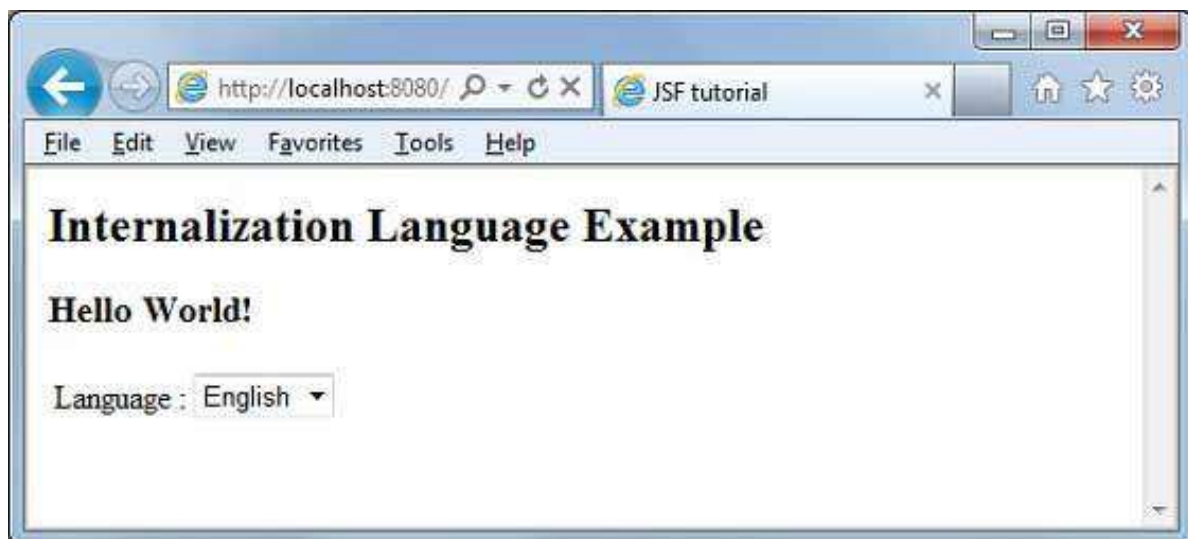 http://localhost:8080/ JSF tutorial
File Edit View Favorites Tools Help
Internalization Language Example
Hello World!
Language : English